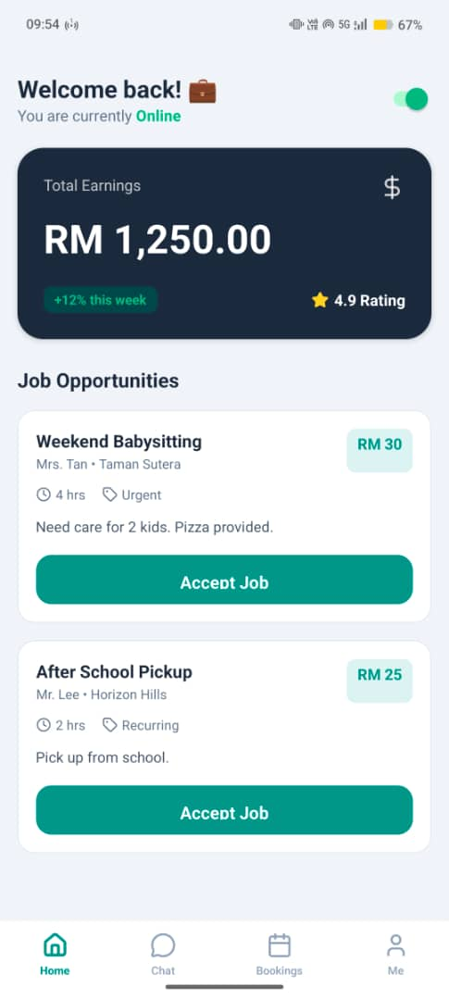 09:54
5G 67%
Welcome back! 💼
You are currently Online
Total Earnings
$
RM 1,250.00
+12% this week
⭐ 4.9 Rating
Job Opportunities
Weekend Babysitting
RM 30
Mrs. Tan • Taman Sutera
4 hrs Urgent
Need care for 2 kids. Pizza provided.
Accept Job
After School Pickup
RM 25
Mr. Lee • Horizon Hills
2 hrs Recurring
Pick up from school.
Accept Job
Home Chat Bookings Me